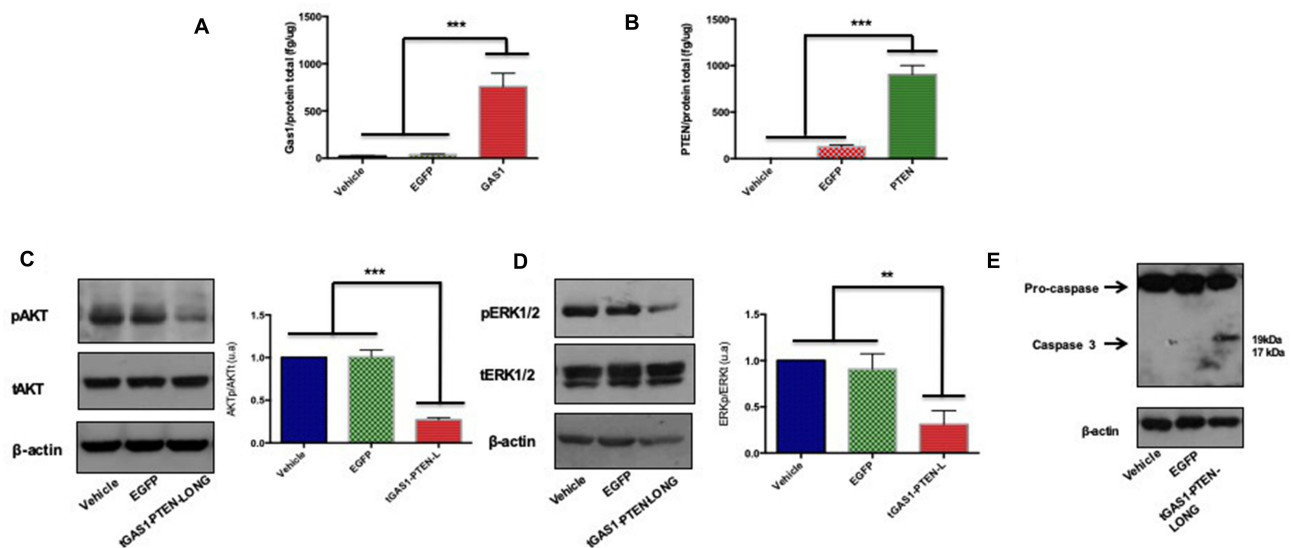 A
Gas1/protein total (fg/ug)
1500
1000
500
0
***
Vehicle
EGFP
GAS1
B
PTEN/protein total (fg/ug)
1500
1000
500
0
***
Vehicle
EGFP
PTEN
C
pAKT
tAKT
β-actin
Vehicle
EGFP
tGAS1-PTEN-LONG
AKTp/AKTt (u.a)
1.5
1.0
0.5
0.0
***
Vehicle
EGFP
tGAS1-PTEN-L
D
pERK1/2
tERK1/2
β-actin
Vehicle
EGFP
tGAS1-PTEN-LONG
ERKp/ERKt (u.a)
1.5
1.0
0.5
0.0
**
Vehicle
EGFP
tGAS1-PTEN-L
E
Pro-caspase
Caspase 3
19kDa
17 kDa
β-actin
Vehicle
EGFP
tGAS1-PTEN-
LONG